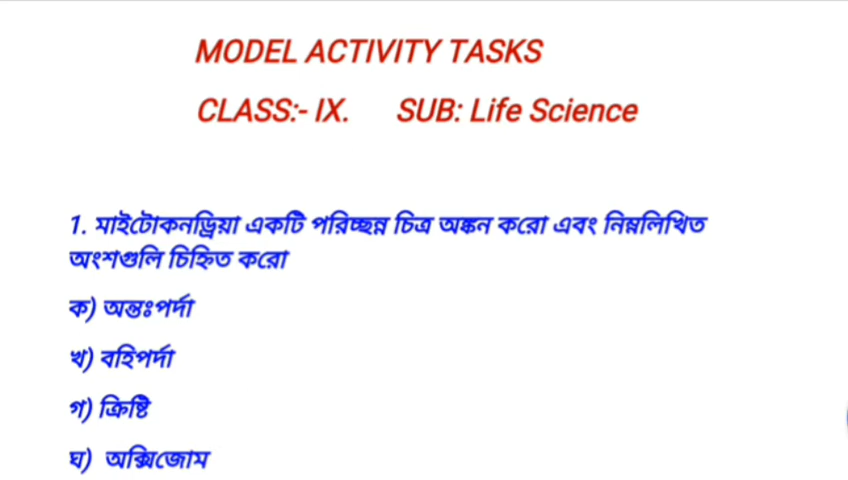 MODEL ACTIVITY TASKS
CLASS:- IX. SUB: Life Science
1. মাইটোকনড্রিয়া একটি পরিচ্ছন্ন চিত্র অঙ্কন করো এবং নিম্নলিখিত
অংশগুলি চিহ্নিত করো
ক) অন্তঃপর্দা
খ) বহিপর্দা
গ) ক্রিষ্টি
ঘ) অক্সিজোম